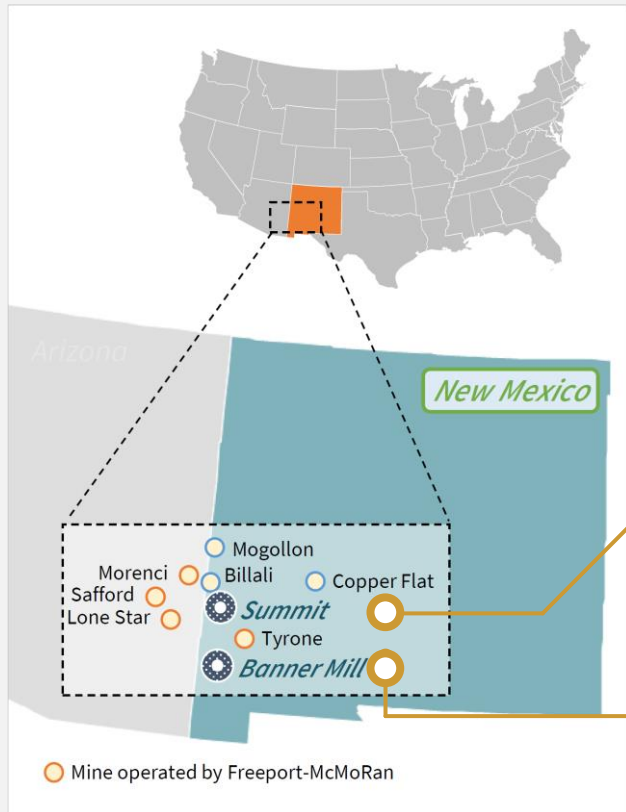 Arizona
New Mexico
Mogollon
Morenci
Billali
Copper Flat
Safford
Summit
Lone Star
Tyrone
Banner Mill
Mine operated by Freeport-McMoRan